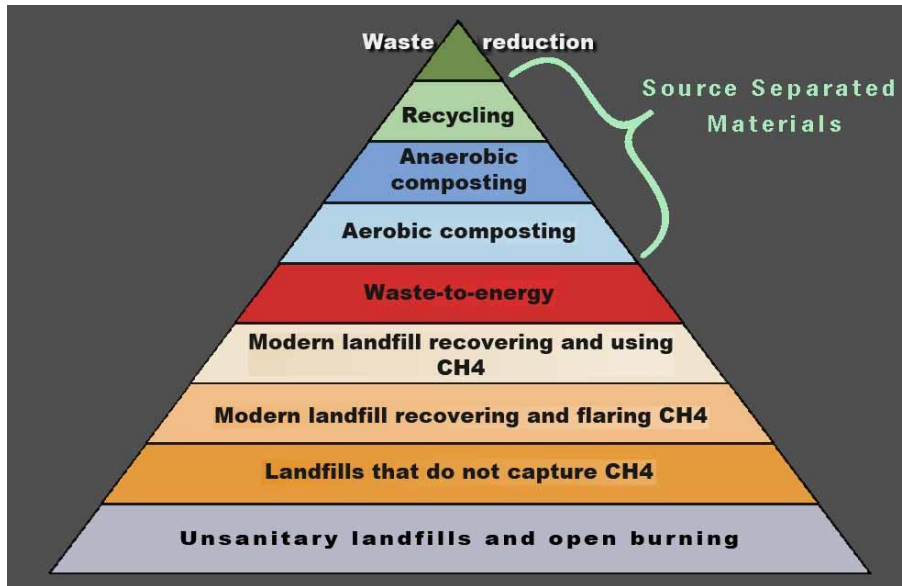 Waste reduction
Source Separated
Materials
Recycling
Anaerobic
composting
Aerobic composting
Waste-to-energy
Modern landfill recovering and using
CH4
Modern landfill recovering and flaring CH4
Landfills that do not capture CH4
Unsanitary landfills and open burning